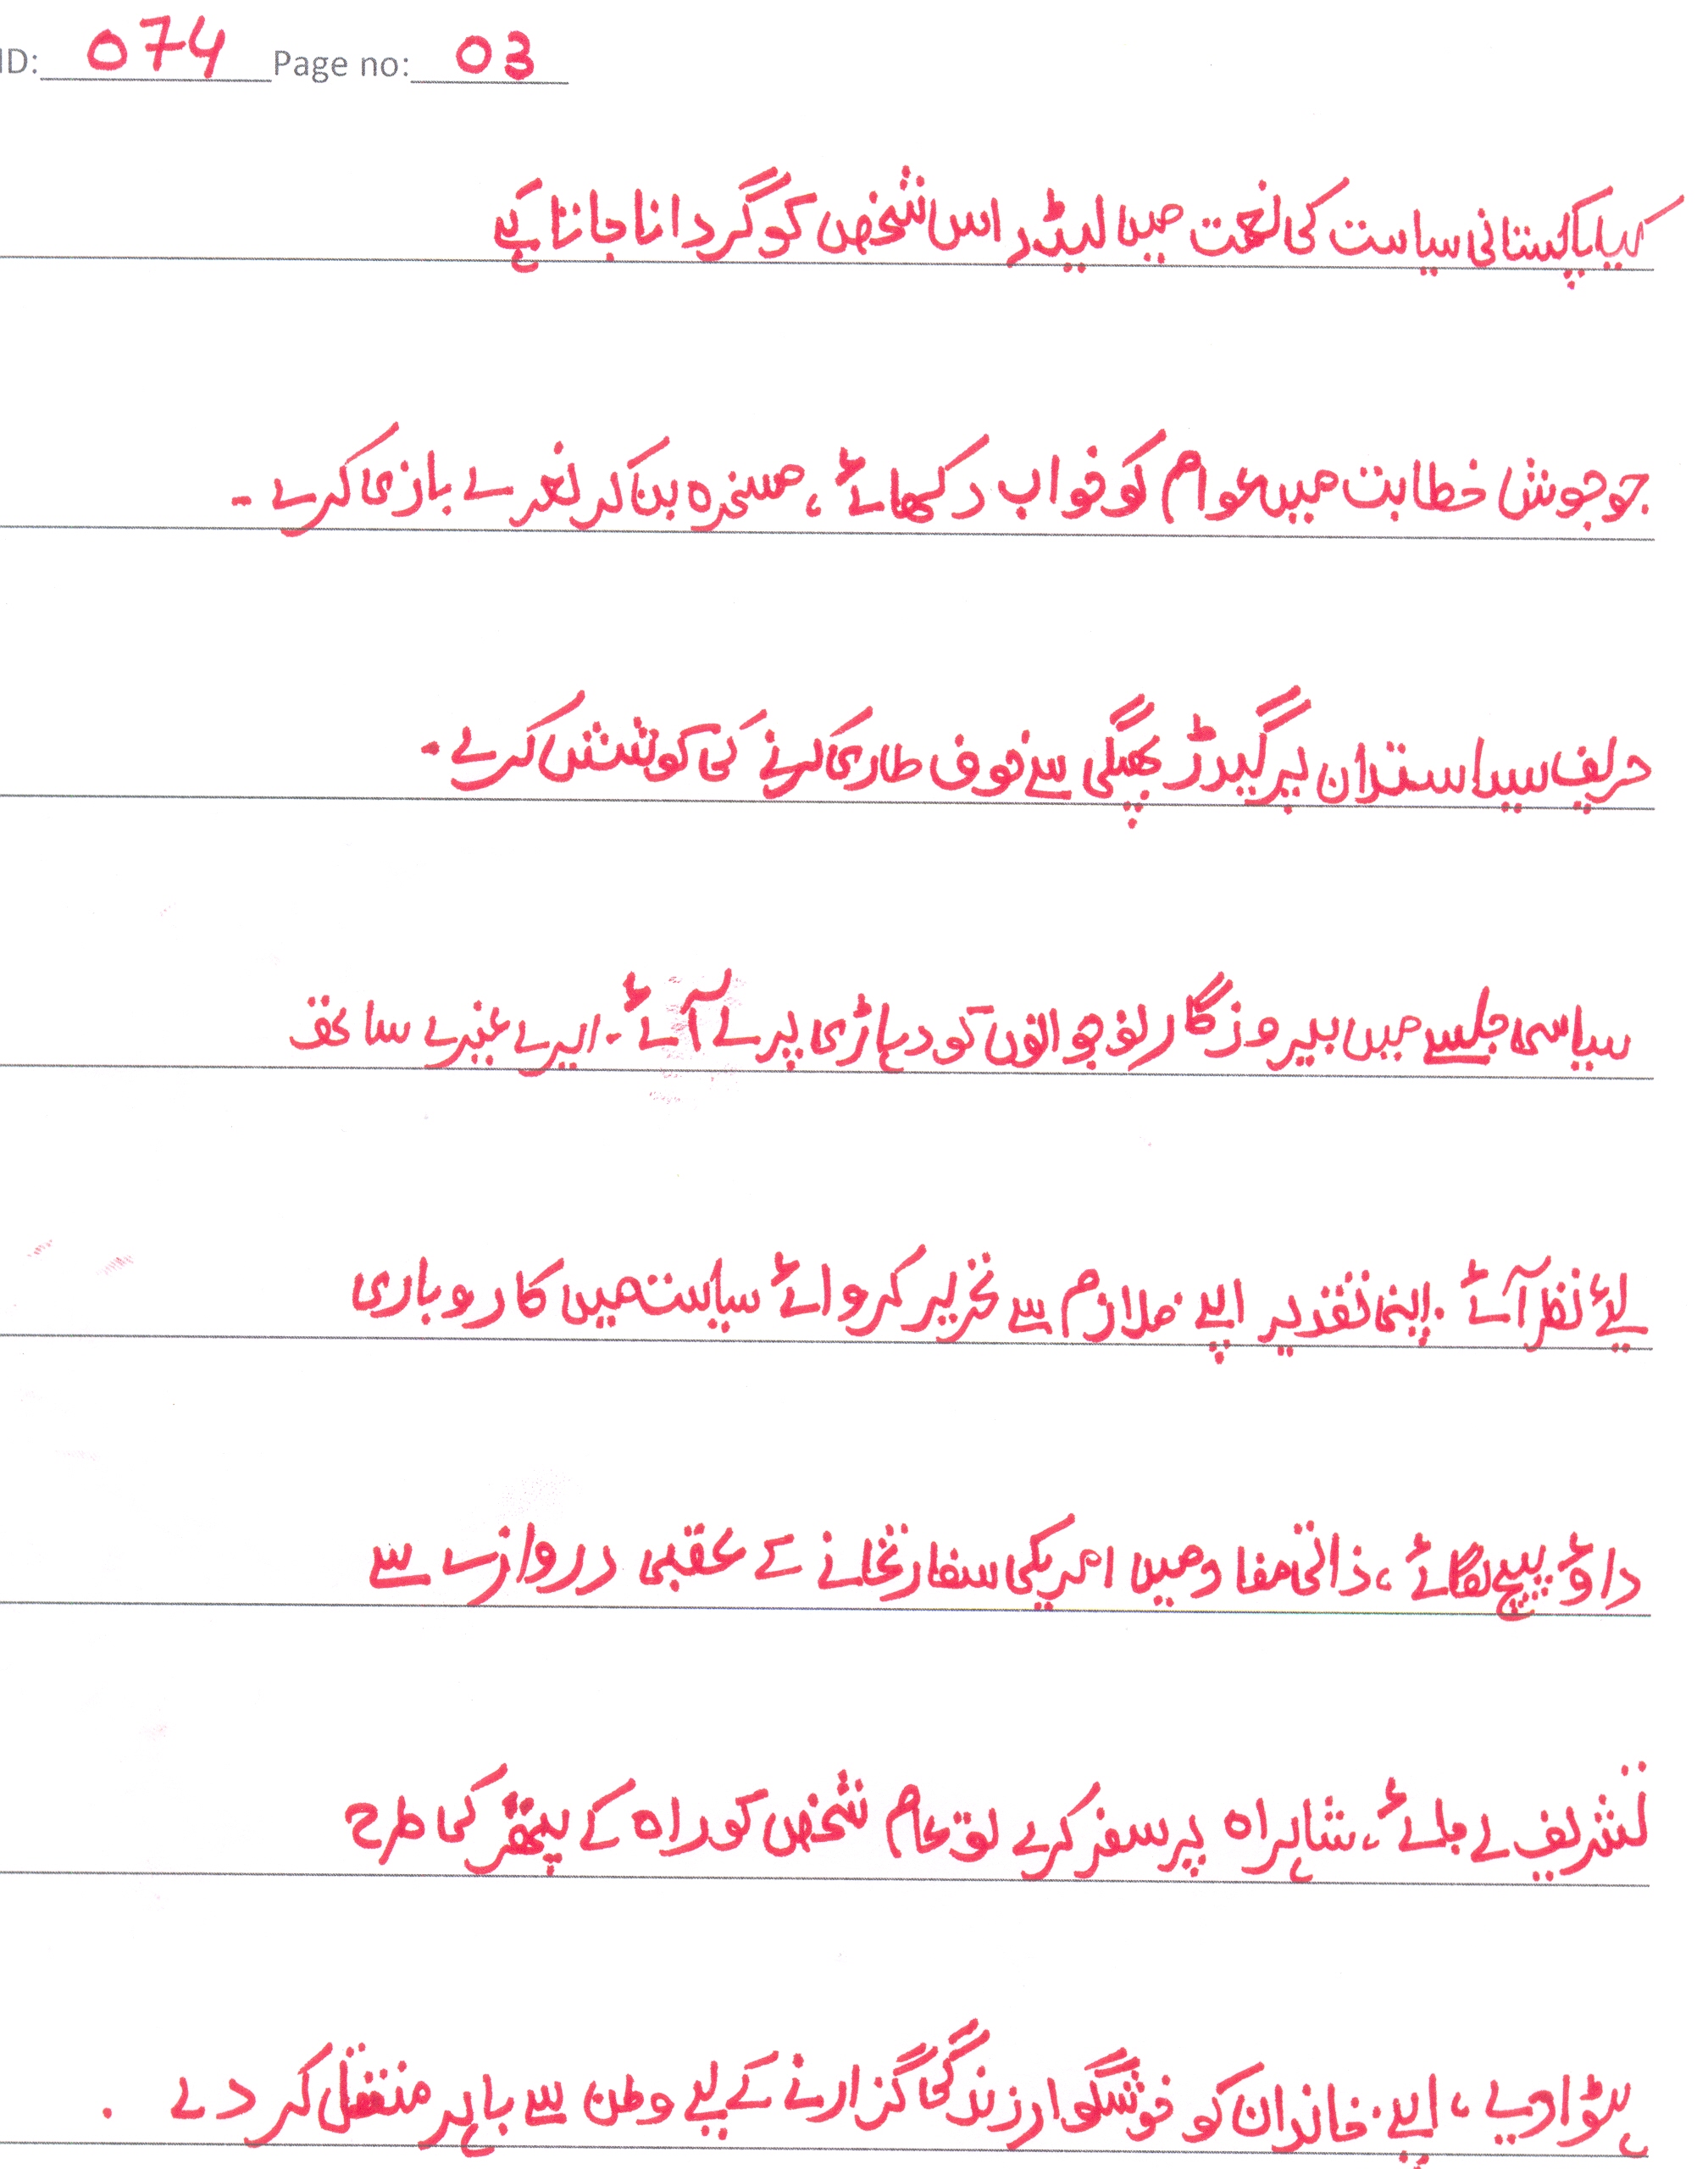 ID: 074 Page no: 03
کیا پاکستانی سیاست کی لغت میں لیڈر اس شخص کو گردانا جاتا ہے
جو جوش خطابت میں عوام کو خواب دکھائے، مسخرہ بن کر نعرے بازی کرے -
حریف سیاستدان پر گیدڑ بھپکی سے خوف طاری کرنے کی کوشش کرے -
سیاسی جلسے میں بیروزگار نوجوانوں کو دہاڑی پر لے آئے - ایرے غیرے ساتھ
لیے نظر آئے - اپنی تقدیر اپنے ملازم سے تحریر کروائے سیاست میں کاروباری
داؤ پیچ لگائے، ذاتی مفاد میں امریکی سفارتخانے کے عقبی دروازے سے
تشریف لے جائے، شاہراہ پر سفر کرے تو عام شخص کو راہ کے پتھر کی طرح
ہٹوا دیے، اپنے خاندان کو خوشگوار زندگی گزارنے کے لیے وطن سے باہر منتقل کر دے .